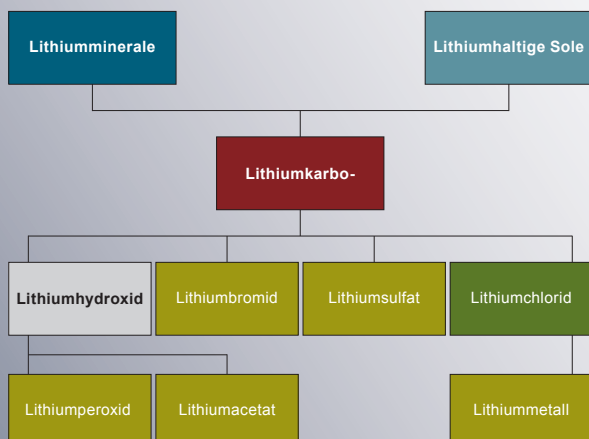 Lithiumminerale
Lithiumhaltige Sole
Lithiumkarbo-
Lithiumhydroxid
Lithiumbromid
Lithiumsulfat
Lithiumchlorid
Lithiumperoxid
Lithiumacetat
Lithiummetall